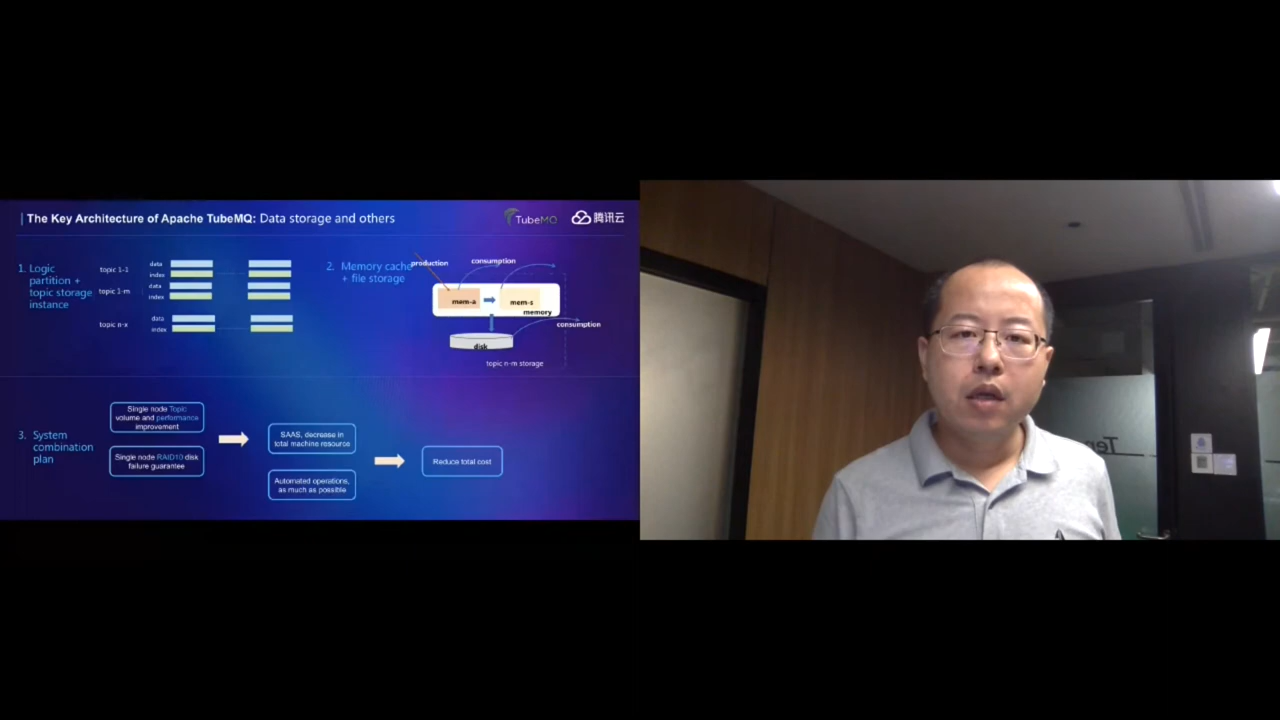 The Key Architecture of Apache TubeMQ: Data storage and others
TubeMQ
腾讯云
1. Logic
partition +
topic storage
instance
topic 1-1
data
index
topic 1-m
data
index
topic n-x
data
index
2. Memory cache
+ file storage
production
consumption
mem-a
mem-s
memory
consumption
disk
topic n-m storage
3. System
combination
plan
Single node Topic
volume and performance
improvement
Single node RAID10 disk
failure guarantee
SAAS, decrease in
total machine resource
Automated operations,
as much as possible
Reduce total cost
Ten